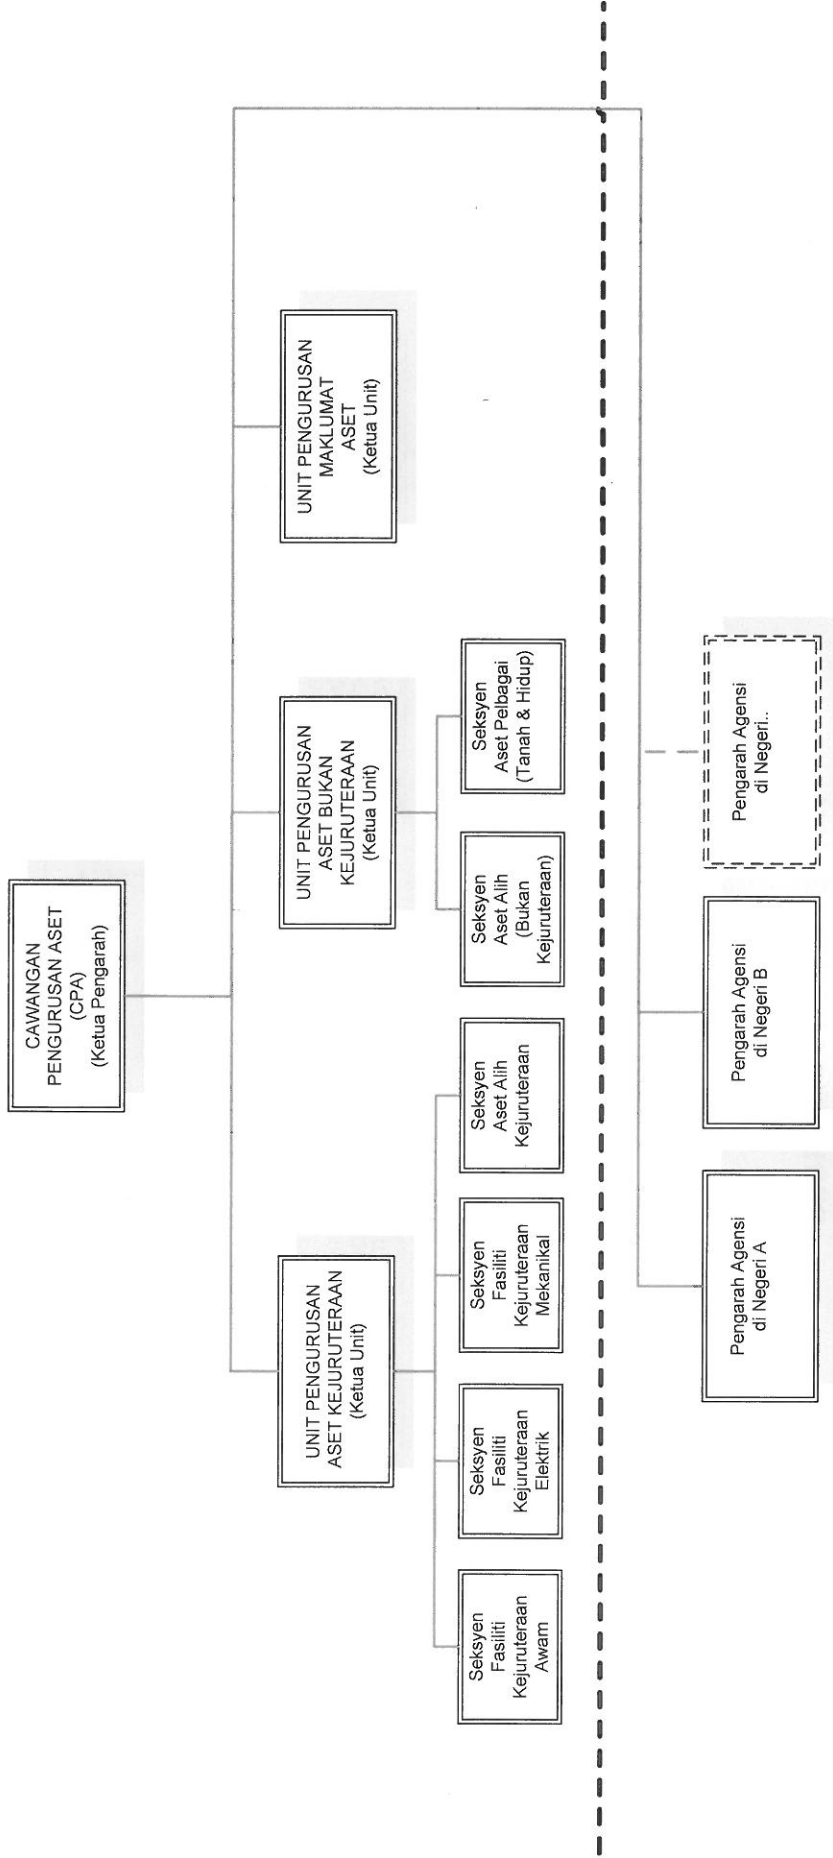 CAWANGAN
PENGURUSAN ASET
(CPA)
(Ketua Pengarah)
UNIT PENGURUSAN
ASET KEJURUTERAAN
(Ketua Unit)
UNIT PENGURUSAN
ASET BUKAN
KEJURUTERAAN
(Ketua Unit)
UNIT PENGURUSAN
MAKLUMAT
ASET
(Ketua Unit)
Seksyen
Fasiliti
Kejuruteraan
Awam
Seksyen
Fasiliti
Kejuruteraan
Elektrik
Seksyen
Fasiliti
Kejuruteraan
Mekanikal
Seksyen
Aset Alih
Kejuruteraan
Seksyen
Aset Alih
(Bukan
Kejuruteraan)
Seksyen
Aset Pelbagai
(Tanah & Hidup)
Pengarah Agensi
di Negeri A
Pengarah Agensi
di Negeri B
Pengarah Agensi
di Negeri..